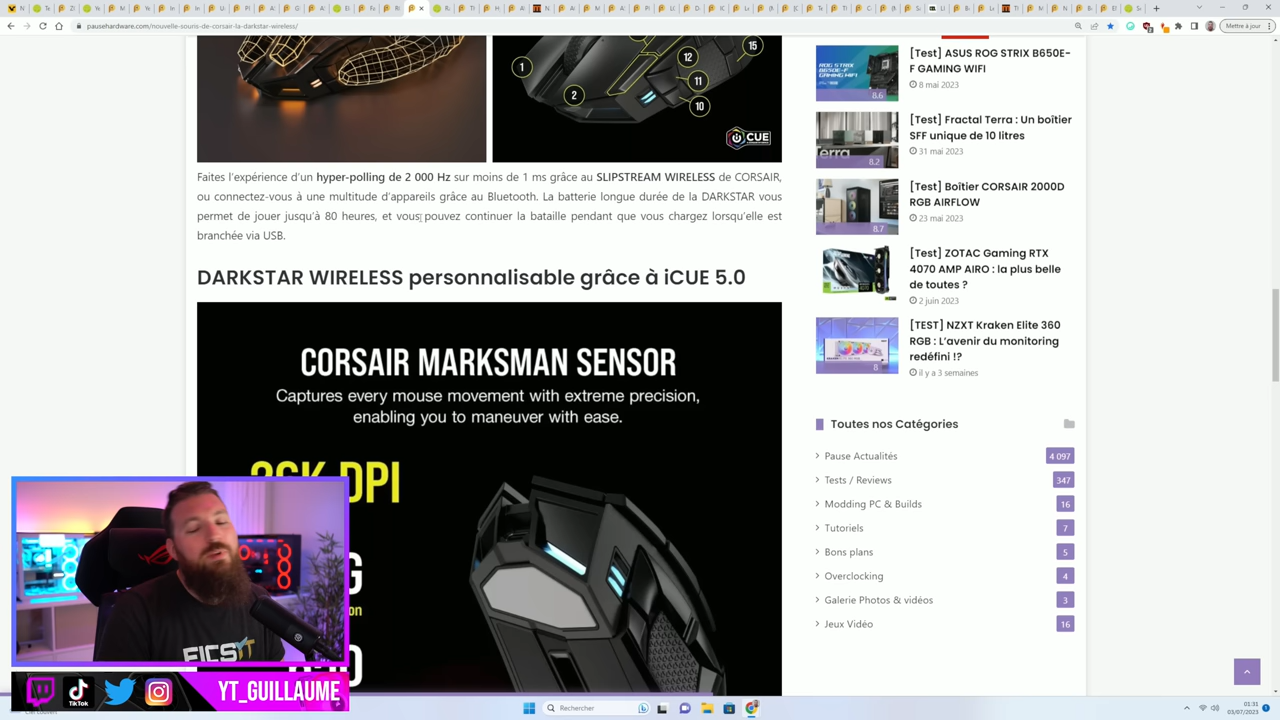 pausehardware.com/nouvelle-souris-de-corsair-la-darkstar-wireless/
Mettre à jour
1
2
15
12
11
10
iCUE
Faites l'expérience d'un hyper-polling de 2 000 Hz sur moins de 1 ms grâce au SLIPSTREAM WIRELESS de CORSAIR,
ou connectez-vous à une multitude d'appareils grâce au Bluetooth. La batterie longue durée de la DARKSTAR vous
permet de jouer jusqu'à 80 heures, et vous pouvez continuer la bataille pendant que vous chargez lorsqu'elle est
branchée via USB.
DARKSTAR WIRELESS personnalisable grâce à iCUE 5.0
CORSAIR MARKSMAN SENSOR
Captures every mouse movement with extreme precision,
enabling you to maneuver with ease.
26K DPI
[Test] ASUS ROG STRIX B650E-
F GAMING WIFI
8 mai 2023
8.6
[Test] Fractal Terra : Un boîtier
SFF unique de 10 litres
31 mai 2023
8.2
[Test] Boîtier CORSAIR 2000D
RGB AIRFLOW
23 mai 2023
8.7
[Test] ZOTAC Gaming RTX
4070 AMP AIRO : la plus belle
de toutes ?
2 juin 2023
[TEST] NZXT Kraken Elite 360
RGB : L'avenir du monitoring
redéfini !?
il y a 3 semaines
8
Toutes nos Catégories
Pause Actualités 4 097
Tests / Reviews 347
Modding PC & Builds 16
Tutoriels 7
Bons plans 5
Overclocking 4
Galerie Photos & vidéos 3
Jeux Vidéo 16
TikTok
YT_GUILLAUME
Rechercher
01:31
03/07/2023